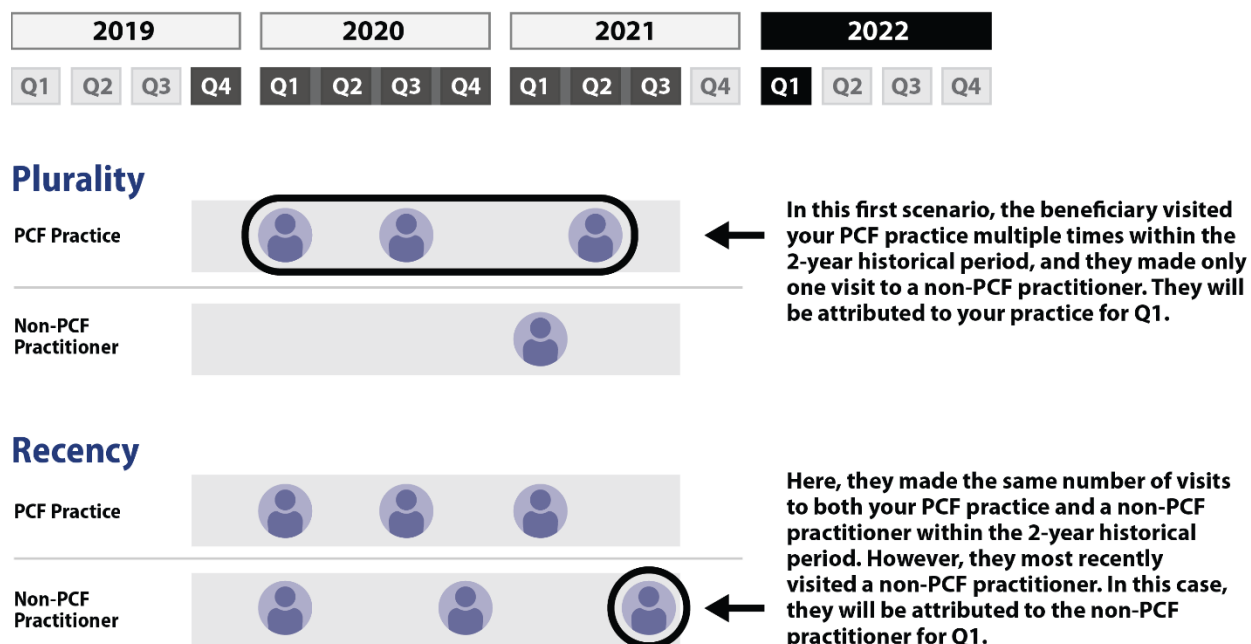 2019 2020 2021 2022
Q1 Q2 Q3 Q4 Q1 Q2 Q3 Q4 Q1 Q2 Q3 Q4 Q1 Q2 Q3 Q4
Plurality
PCF Practice
Non-PCF
Practitioner
In this first scenario, the beneficiary visited
your PCF practice multiple times within the
2-year historical period, and they made only
one visit to a non-PCF practitioner. They will
be attributed to your practice for Q1.
Recency
PCF Practice
Non-PCF
Practitioner
Here, they made the same number of visits
to both your PCF practice and a non-PCF
practitioner within the 2-year historical
period. However, they most recently
visited a non-PCF practitioner. In this case,
they will be attributed to the non-PCF
practitioner for Q1.